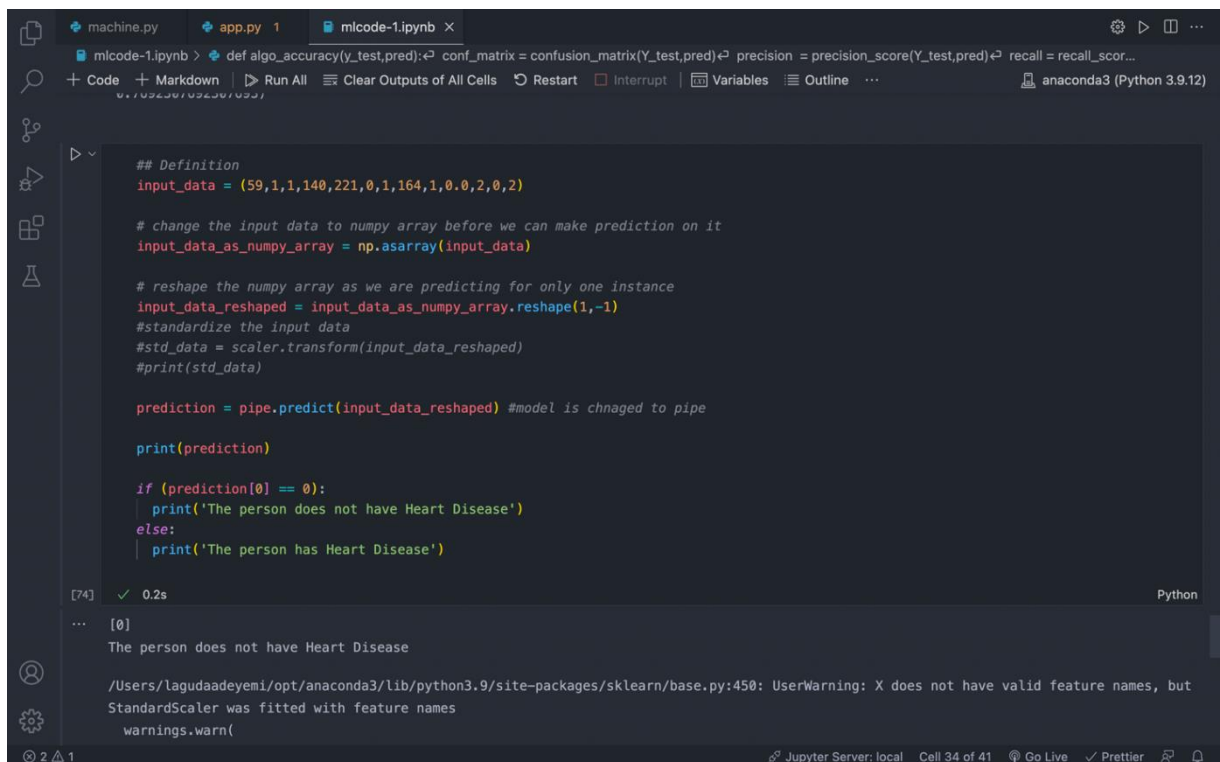 machine.py app.py 1 mlcode-1.ipynb
mlcode-1.ipynb > def algo_accuracy(y_test,pred):↵ conf_matrix = confusion_matrix(Y_test,pred)↵ precision = precision_score(Y_test,pred)↵ recall = recall_scor...
+ Code + Markdown | Run All Clear Outputs of All Cells Restart Interrupt | Variables Outline ... anaconda3 (Python 3.9.12)
## Definition
input_data = (59,1,1,140,221,0,1,164,1,0.0,2,0,2)
# change the input data to numpy array before we can make prediction on it
input_data_as_numpy_array = np.asarray(input_data)
# reshape the numpy array as we are predicting for only one instance
input_data_reshaped = input_data_as_numpy_array.reshape(1,-1)
#standardize the input data
#std_data = scaler.transform(input_data_reshaped)
#print(std_data)
prediction = pipe.predict(input_data_reshaped) #model is chnaged to pipe
print(prediction)
if (prediction[0] == 0):
print('The person does not have Heart Disease')
else:
print('The person has Heart Disease')
[74] ✓ 0.2s Python
... [0]
The person does not have Heart Disease
/Users/lagudaadeyemi/opt/anaconda3/lib/python3.9/site-packages/sklearn/base.py:450: UserWarning: X does not have valid feature names, but
StandardScaler was fitted with feature names
warnings.warn(
2 1 Jupyter Server: local Cell 34 of 41 Go Live ✓ Prettier